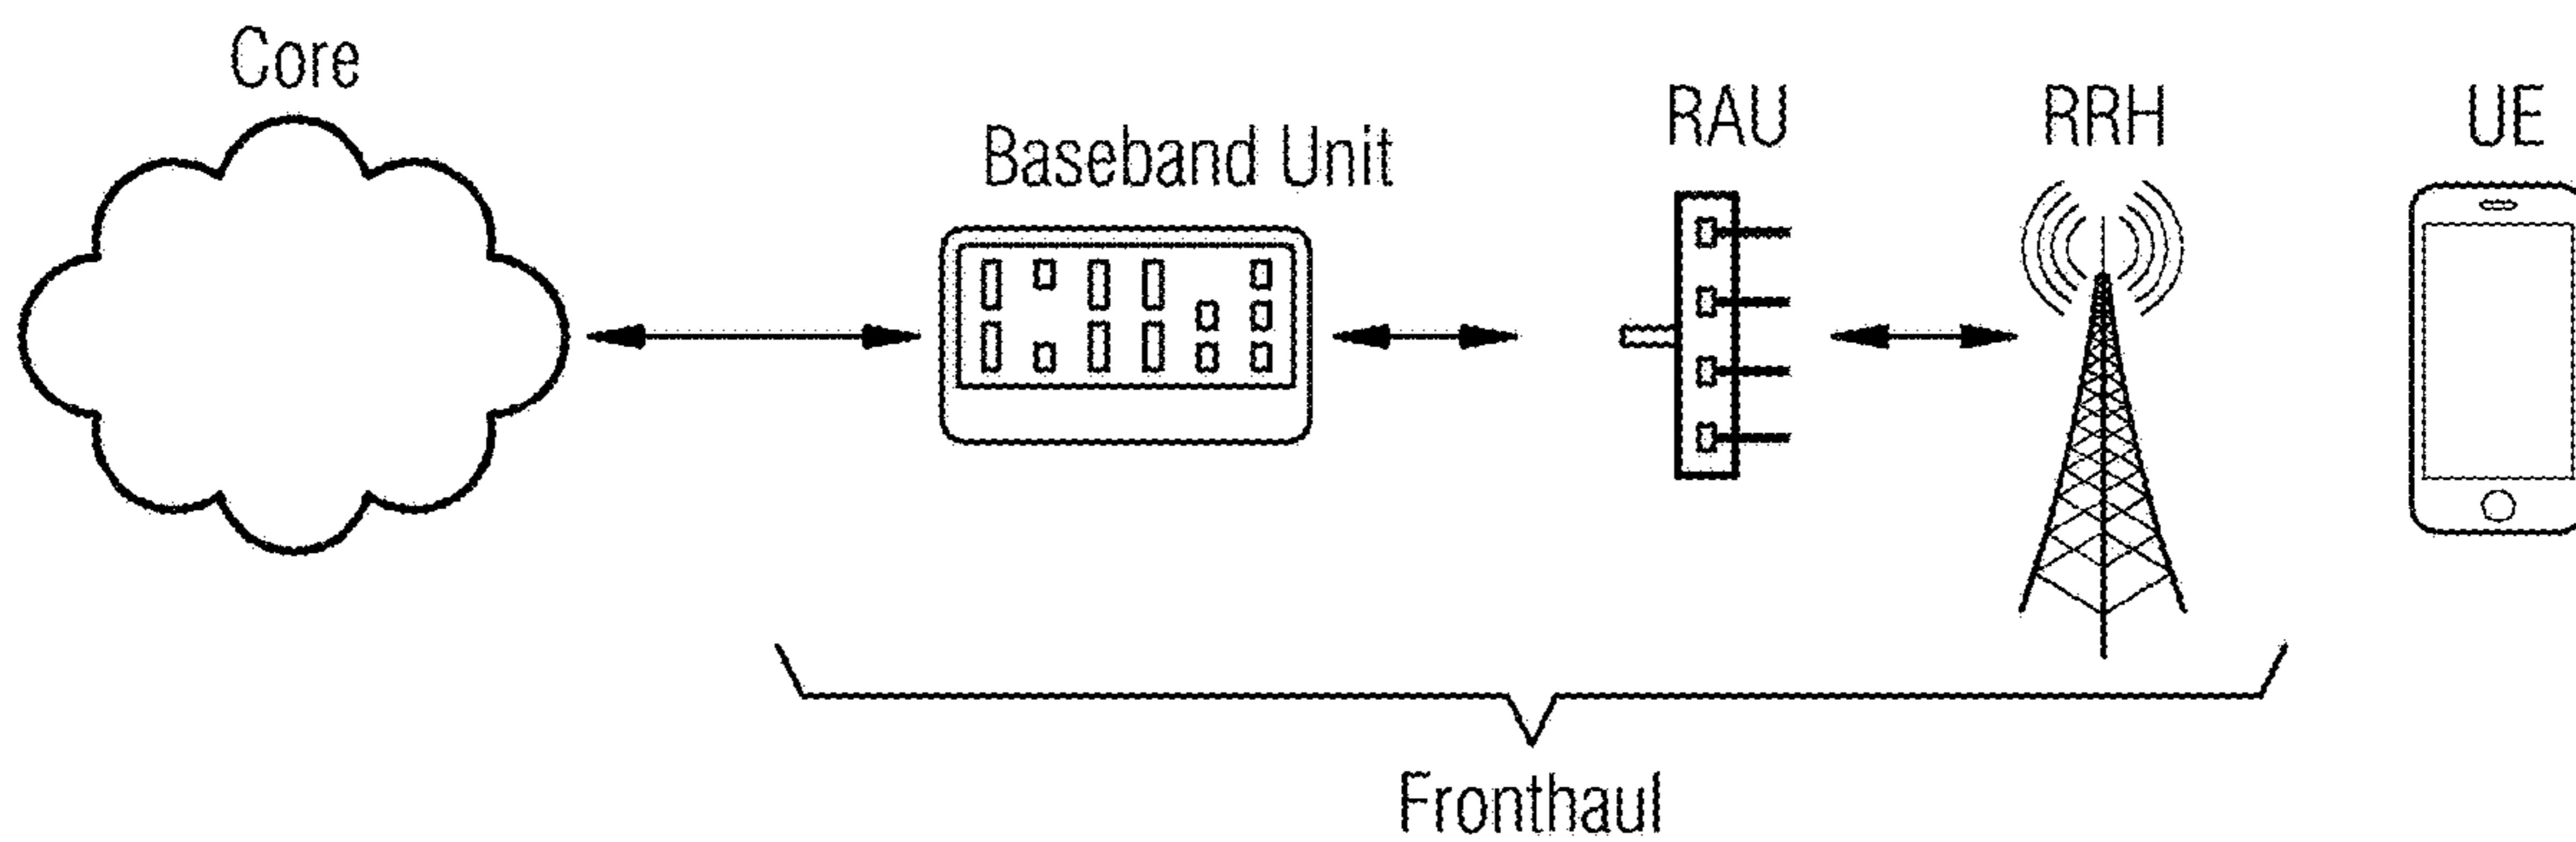 Core
Baseband Unit
RAU
RRH
UE
Fronthaul